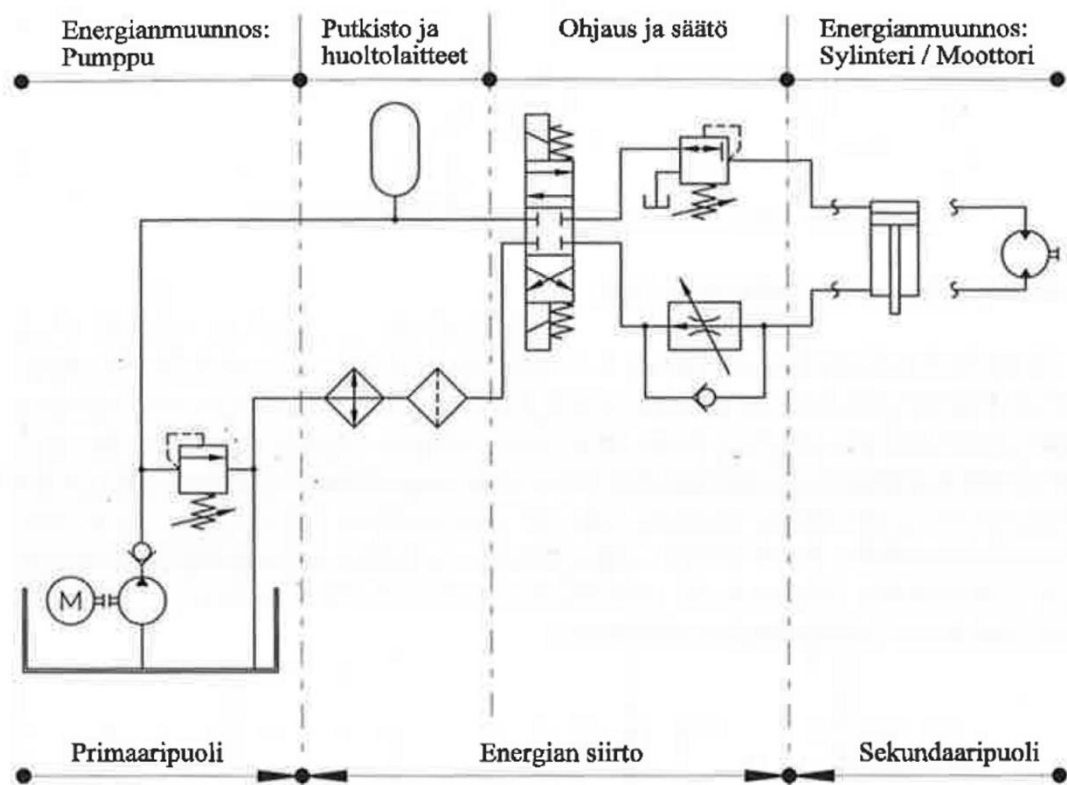 Energianmuunnos:
Pumppu
Putkisto ja
huoltolaitteet
Ohjaus ja säätö
Energianmuunnos:
Sylinteri / Moottori
M
Primaaripuoli
Energian siirto
Sekundaaripuoli